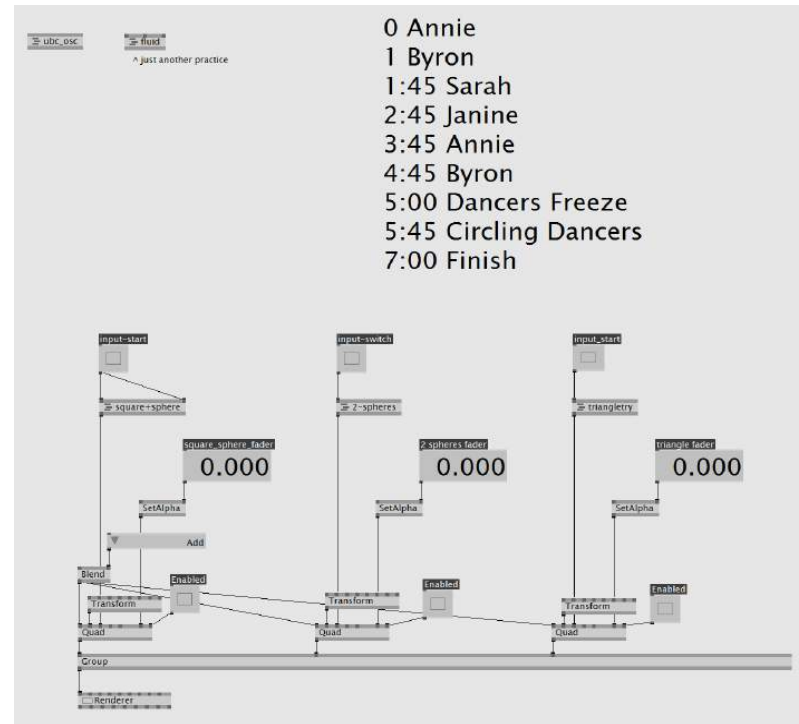 ubc_osc
fluid
^ just another practice
0 Annie
1 Byron
1:45 Sarah
2:45 Janine
3:45 Annie
4:45 Byron
5:00 Dancers Freeze
5:45 Circling Dancers
7:00 Finish
input-start
input-switch
input_start
square+sphere
2-spheres
triangletry
square_sphere_fader
2 spheres fader
triangle fader
0.000
0.000
0.000
SetAlpha
SetAlpha
SetAlpha
Add
Blend
Enabled
Enabled
Enabled
Transform
Transform
Transform
Quad
Quad
Quad
Group
Renderer